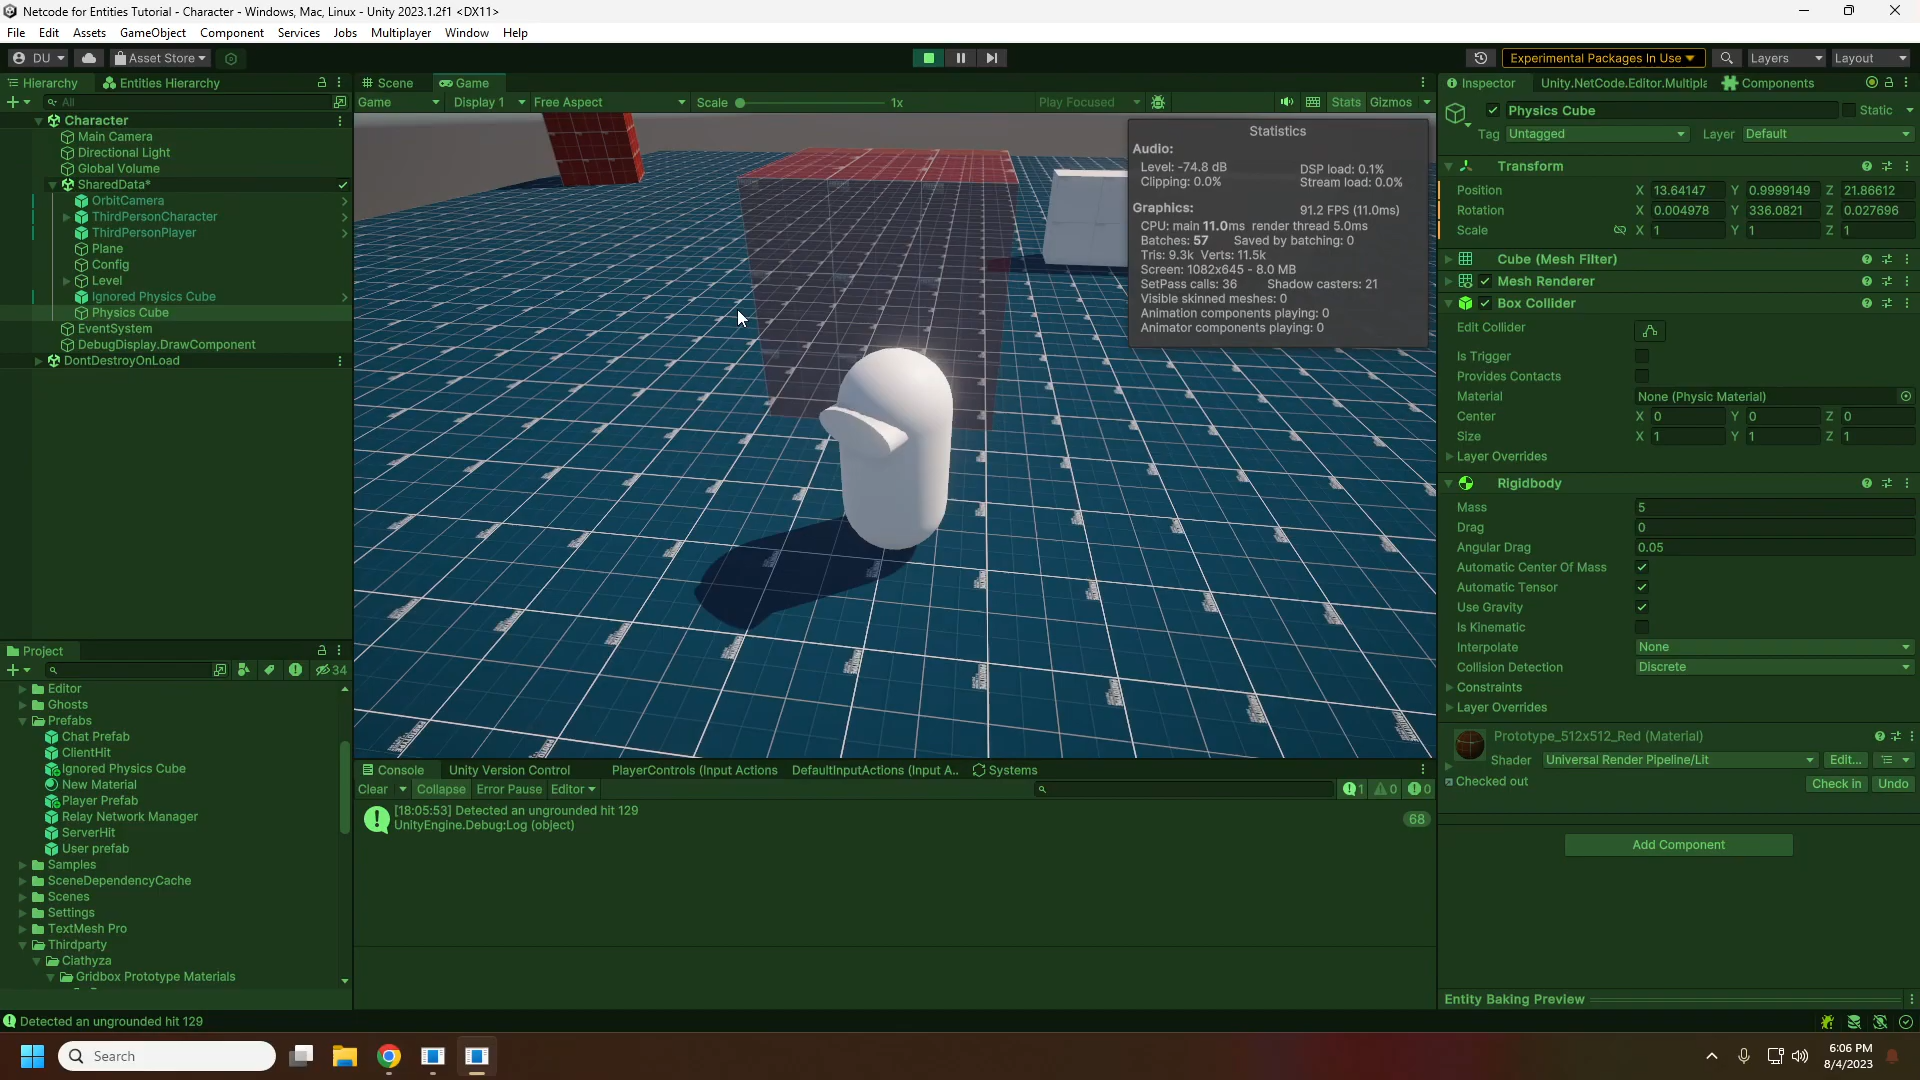 Netcode for Entities Tutorial - Character - Windows, Mac, Linux - Unity 2023.1.2f1 <DX11>
File Edit Assets GameObject Component Services Jobs Multiplayer Window Help
DU Asset Store Experimental Packages In Use Layers Layout
Hierarchy Entities Hierarchy
All
Character
Main Camera
Directional Light
Global Volume
SharedData*
OrbitCamera
ThirdPersonCharacter
ThirdPersonPlayer
Plane
Config
Level
Ignored Physics Cube
Physics Cube
EventSystem
DebugDisplay.DrawComponent
DontDestroyOnLoad
Project
34
Editor
Ghosts
Prefabs
Chat Prefab
ClientHit
Ignored Physics Cube
New Material
Player Prefab
Relay Network Manager
ServerHit
User prefab
Samples
SceneDependencyCache
Scenes
Settings
TextMesh Pro
Thirdparty
Ciathyza
Gridbox Prototype Materials
Scene Game
Game Display 1 Free Aspect Scale 1x Play Focused Stats Gizmos
Statistics
Audio:
Level: -74.8 dB DSP load: 0.1%
Clipping: 0.0% Stream load: 0.0%
Graphics: 91.2 FPS (11.0ms)
CPU: main 11.0ms render thread 5.0ms
Batches: 57 Saved by batching: 0
Tris: 9.3k Verts: 11.5k
Screen: 1082x645 - 8.0 MB
SetPass calls: 36 Shadow casters: 21
Visible skinned meshes: 0
Animation components playing: 0
Animator components playing: 0
Console Unity Version Control PlayerControls (Input Actions DefaultInputActions (Input A.. Systems
Clear Collapse Error Pause Editor 1 0 0
[18:05:53] Detected an ungrounded hit 129
UnityEngine.Debug:Log (object)
68
Inspector Unity.NetCode.Editor.Multiple Components
Physics Cube Static
Tag Untagged Layer Default
Transform
Position X 13.64147 Y 0.9999149 Z 21.86612
Rotation X 0.004978 Y 336.0821 Z 0.027696
Scale X 1 Y 1 Z 1
Cube (Mesh Filter)
Mesh Renderer
Box Collider
Edit Collider
Is Trigger
Provides Contacts
Material None (Physic Material)
Center X 0 Y 0 Z 0
Size X 1 Y 1 Z 1
Layer Overrides
Rigidbody
Mass 5
Drag 0
Angular Drag 0.05
Automatic Center Of Mass
Automatic Tensor
Use Gravity
Is Kinematic
Interpolate None
Collision Detection Discrete
Constraints
Layer Overrides
Prototype_512x512_Red (Material)
Shader Universal Render Pipeline/Lit Edit...
Checked out Check in Undo
Add Component
Entity Baking Preview
Detected an ungrounded hit 129
Search
6:06 PM
8/4/2023